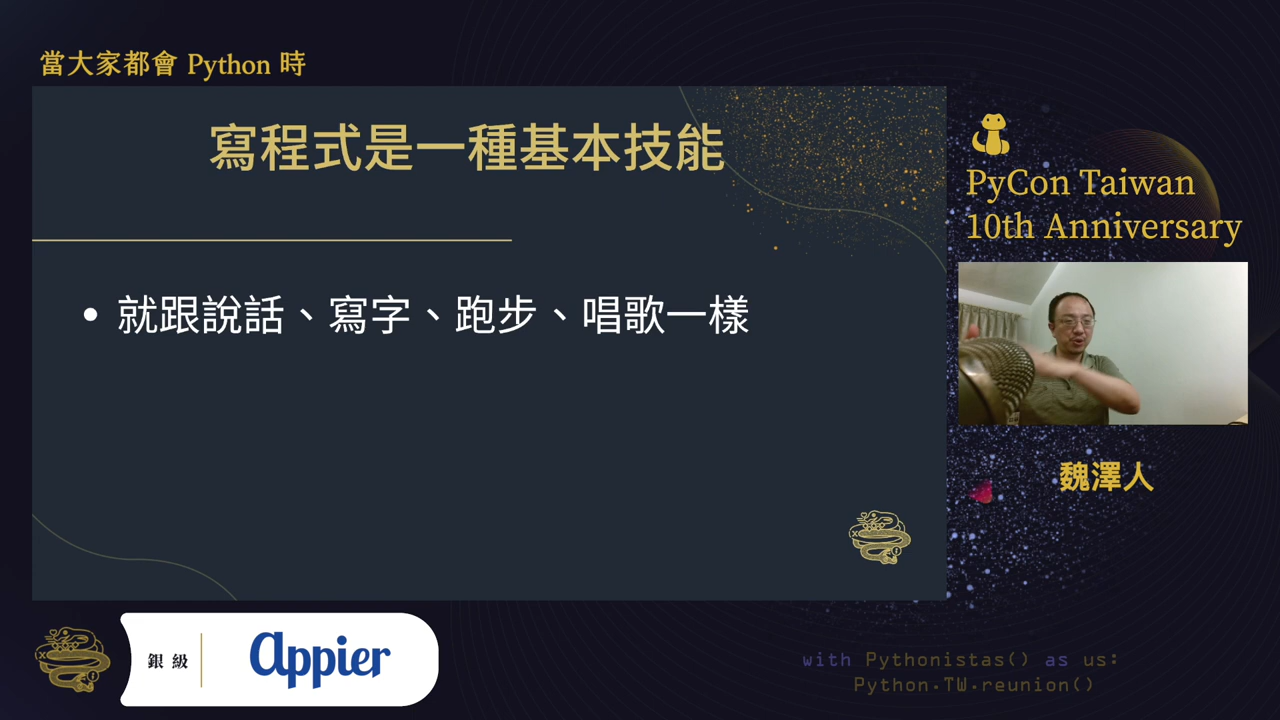 當大家都會 Python 時
寫程式是一種基本技能
• 就跟說話、寫字、跑步、唱歌一樣
PyCon Taiwan
10th Anniversary
魏澤人
銀級
Appier
with Pythonistas() as us:
Python.TW.reunion()